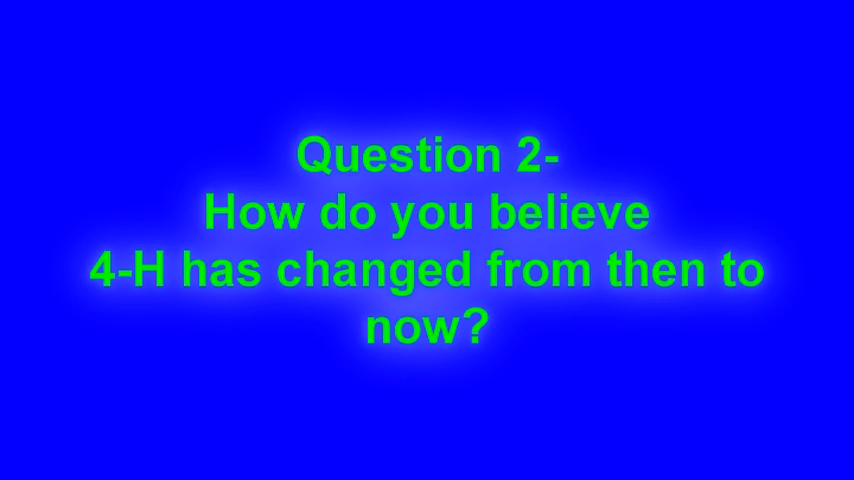 Question 2-
How do you believe
4-H has changed from then to
now?